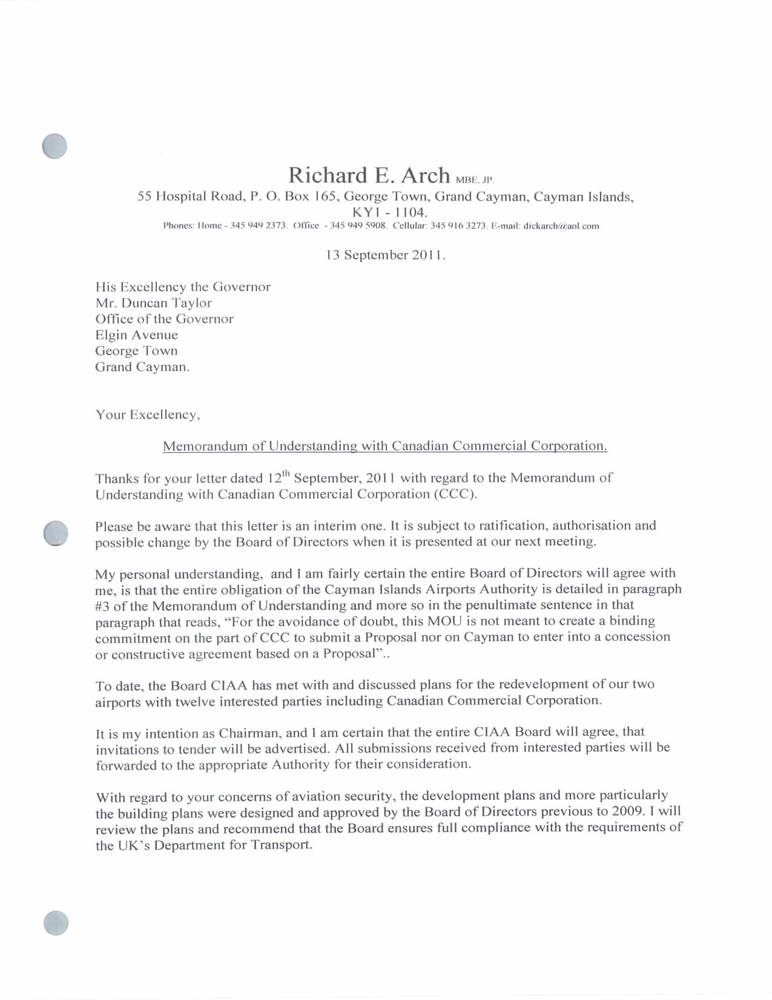 Richard E. Arch MBE, JP.
55 Hospital Road, P. O. Box 165, George Town, Grand Cayman, Cayman Islands,
KY1 - 1104.
Phones: Home - 345 949 2373. Office - 345 949 5908. Cellular: 345 916 3273. E-mail: dickarch@aol.com
13 September 2011.
His Excellency the Governor
Mr. Duncan Taylor
Office of the Governor
Elgin Avenue
George Town
Grand Cayman.
Your Excellency,
Memorandum of Understanding with Canadian Commercial Corporation.
Thanks for your letter dated 12th September, 2011 with regard to the Memorandum of
Understanding with Canadian Commercial Corporation (CCC).
Please be aware that this letter is an interim one. It is subject to ratification, authorisation and
possible change by the Board of Directors when it is presented at our next meeting.
My personal understanding, and I am fairly certain the entire Board of Directors will agree with
me, is that the entire obligation of the Cayman Islands Airports Authority is detailed in paragraph
#3 of the Memorandum of Understanding and more so in the penultimate sentence in that
paragraph that reads, “For the avoidance of doubt, this MOU is not meant to create a binding
commitment on the part of CCC to submit a Proposal nor on Cayman to enter into a concession
or constructive agreement based on a Proposal”..
To date, the Board CIAA has met with and discussed plans for the redevelopment of our two
airports with twelve interested parties including Canadian Commercial Corporation.
It is my intention as Chairman, and I am certain that the entire CIAA Board will agree, that
invitations to tender will be advertised. All submissions received from interested parties will be
forwarded to the appropriate Authority for their consideration.
With regard to your concerns of aviation security, the development plans and more particularly
the building plans were designed and approved by the Board of Directors previous to 2009. I will
review the plans and recommend that the Board ensures full compliance with the requirements of
the UK’s Department for Transport.